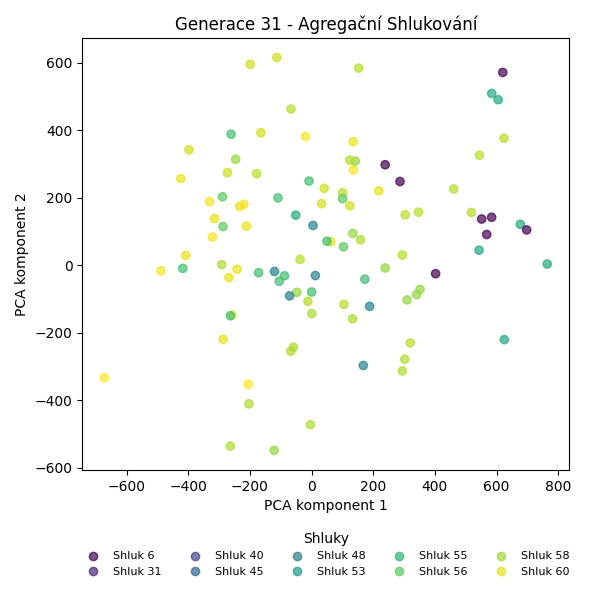 Generace 31 - Agregační Shlukování
PCA komponent 2
600
400
200
0
−200
−400
−600
−600 −400 −200 0 200 400 600
PCA komponent 1
Shluky
Shluk 6 Shluk 40 Shluk 48 Shluk 55 Shluk 58
Shluk 31 Shluk 45 Shluk 53 Shluk 56 Shluk 60